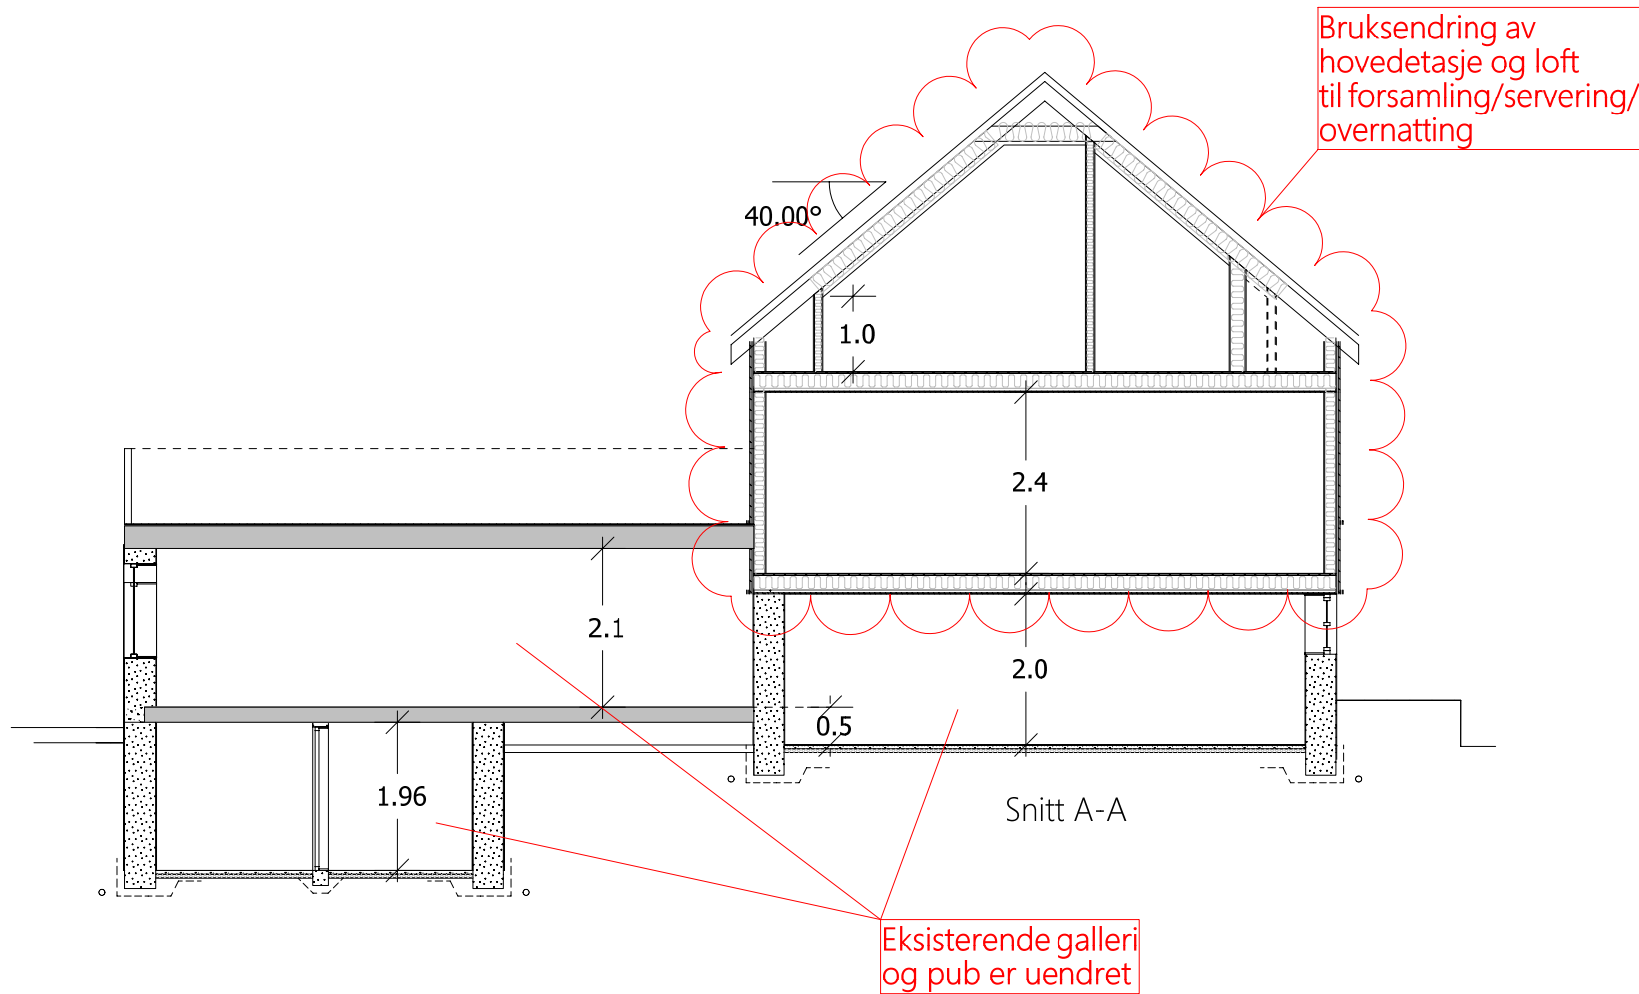 Bruksendring av
hovedetasje og loft
til forsamling/servering/
overnatting
40.00°
1.0
2.4
2.1
2.0
0.5
1.96
Snitt A-A
Eksisterende galleri
og pub er uendret